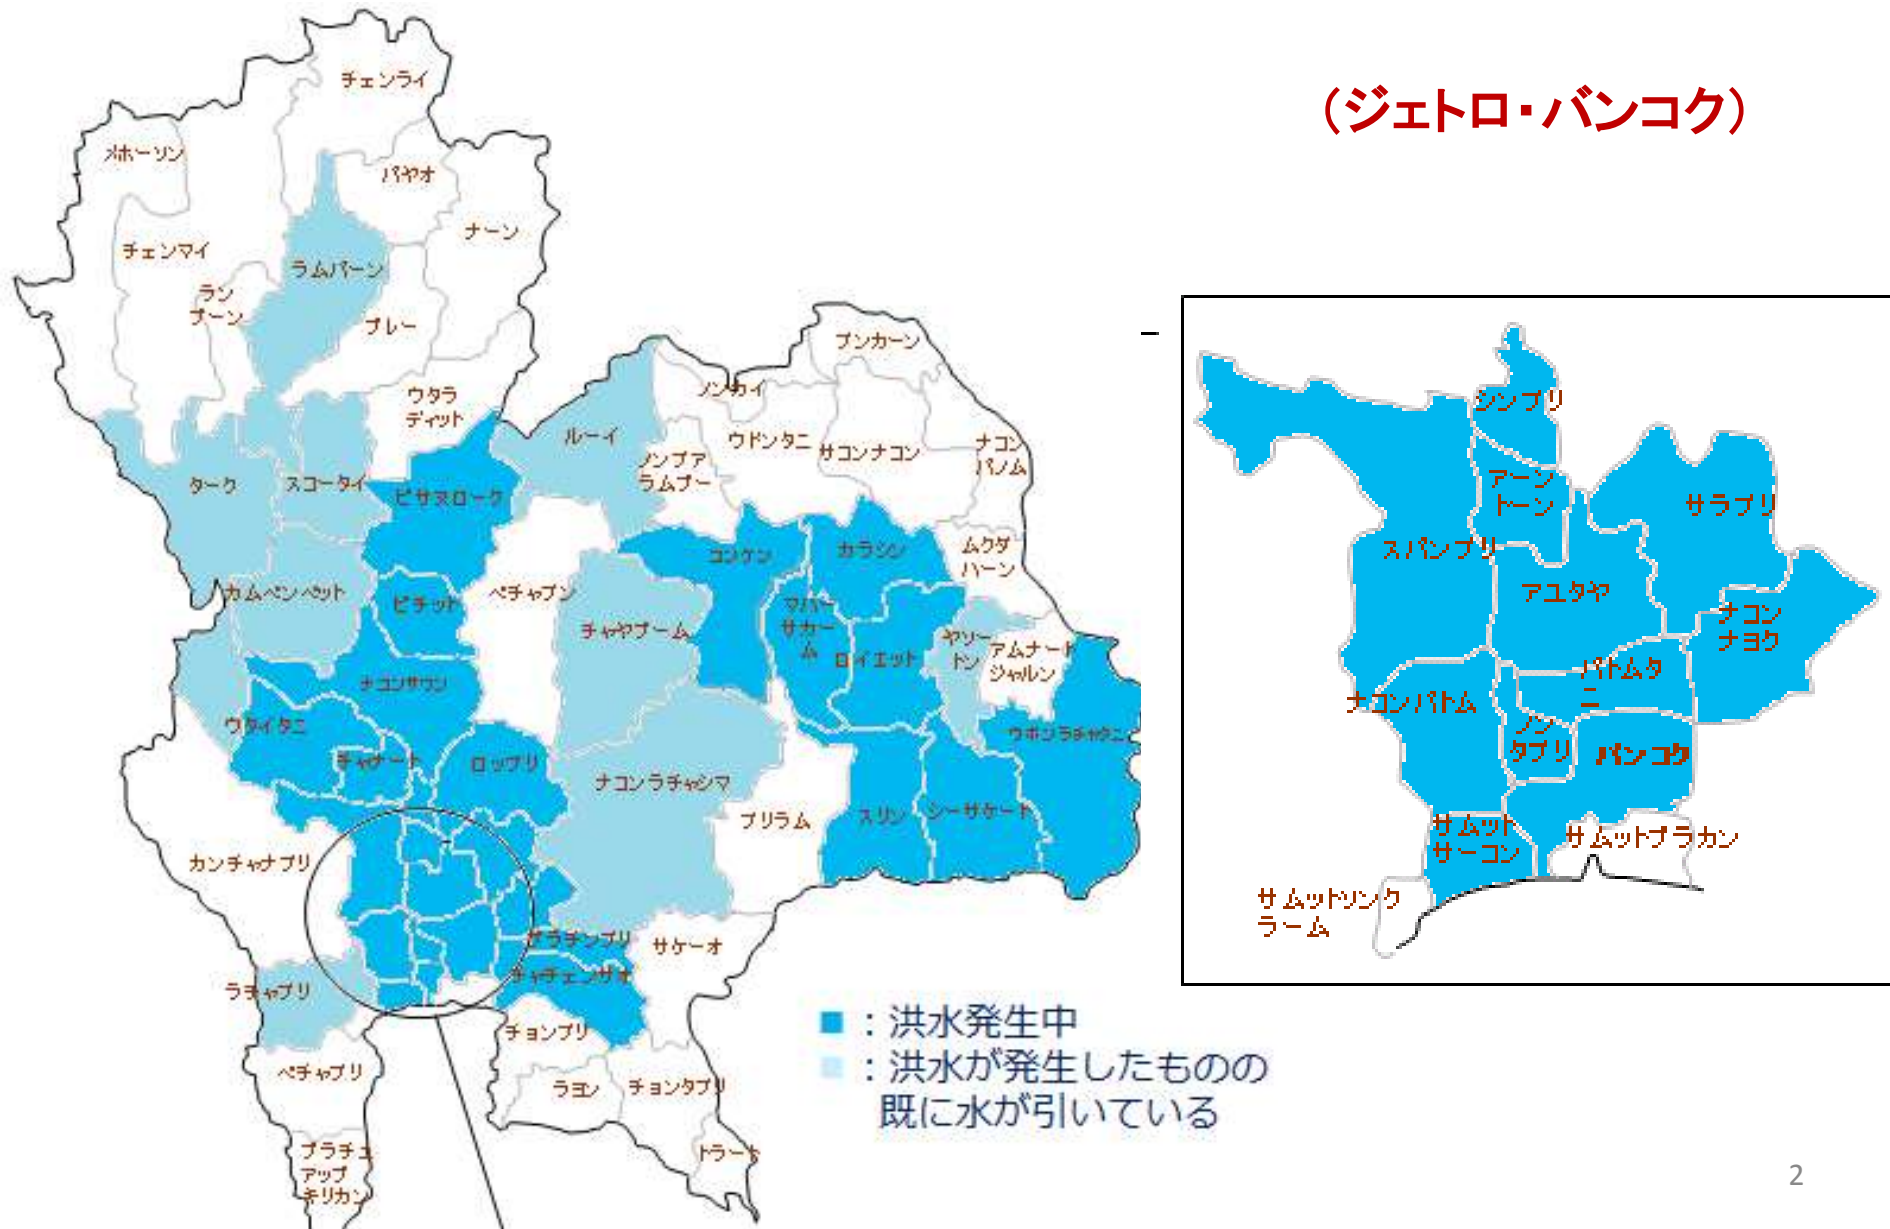 （ジェトロ・バンコク）
チェンライ
メホーソン
パヤオ
ナーン
チェンマイ
ラムパーン
ラン
プーン
プレー
ブンカーン
ノンカイ
ウタラ
ディット
ルーイ
ウドンタニ
サコンナコン
ナコン
パノム
ノンブア
ラムプー
ターク
スコータイ
ピサヌローク
コンケン
カラシン
ムクダ
ハーン
カムペンペット
ピチット
ペチャブン
チャヤプーム
マハー
サカー
ム
ロイエット
ヤソー
トン
アムナート
ジャルン
ナコンサワン
ウタイタニ
チャナート
ロッブリ
ナコンラチャシマ
ウボンラチャタニ
ブリラム
スリン
シーサケート
カンチャナブリ
プラチンブリ
サケーオ
チャチェンサオ
ラチャブリ
チョンブリ
ペチャブリ
ラヨン
チョンタブリ
トラート
プラチュ
アップ
キリカン
シンブリ
アーン
トーン
サラブリ
スパンブリ
アユタヤ
ナコン
ナヨク
パトムタ
ニ
ナコンパトム
ノン
タブリ
バンコク
サムット
サーコン
サムットプラカン
サムットソンク
ラーム
：洪水発生中
：洪水が発生したものの
既に水が引いている
2